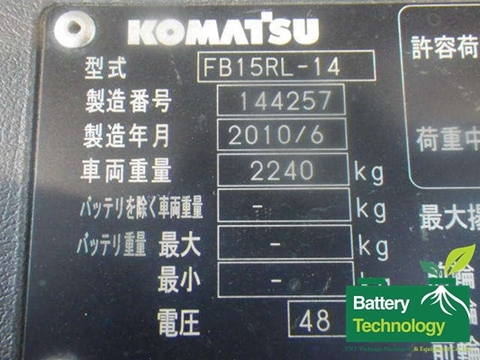 KOMATSU
型式 FB15RL-14
製造番号 144257
製造年月 2010/6
車両重量 2240 kg
バッテリを除く車両重量 - kg
バッテリ重量 最大 - kg
最小 -
電圧 48
許容荷
荷重中
最大揚
前輪
Battery
Technology